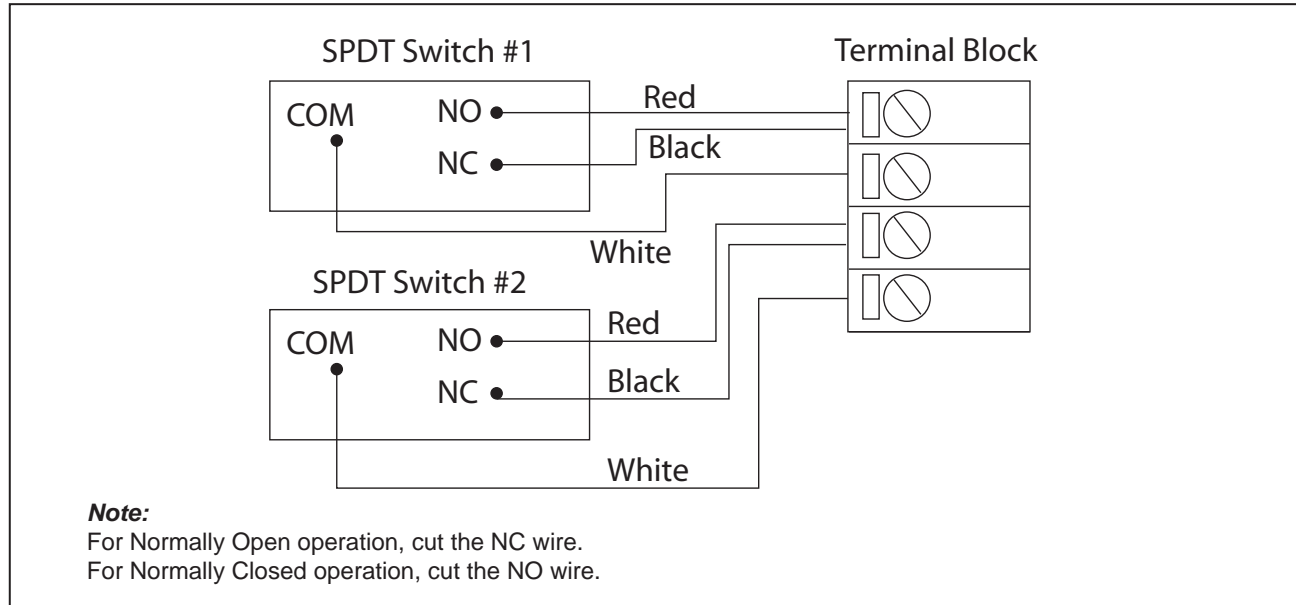 SPDT Switch #1
Terminal Block
COM
NO
Red
NC
Black
White
SPDT Switch #2
COM
NO
Red
NC
Black
White
Note:
For Normally Open operation, cut the NC wire.
For Normally Closed operation, cut the NO wire.